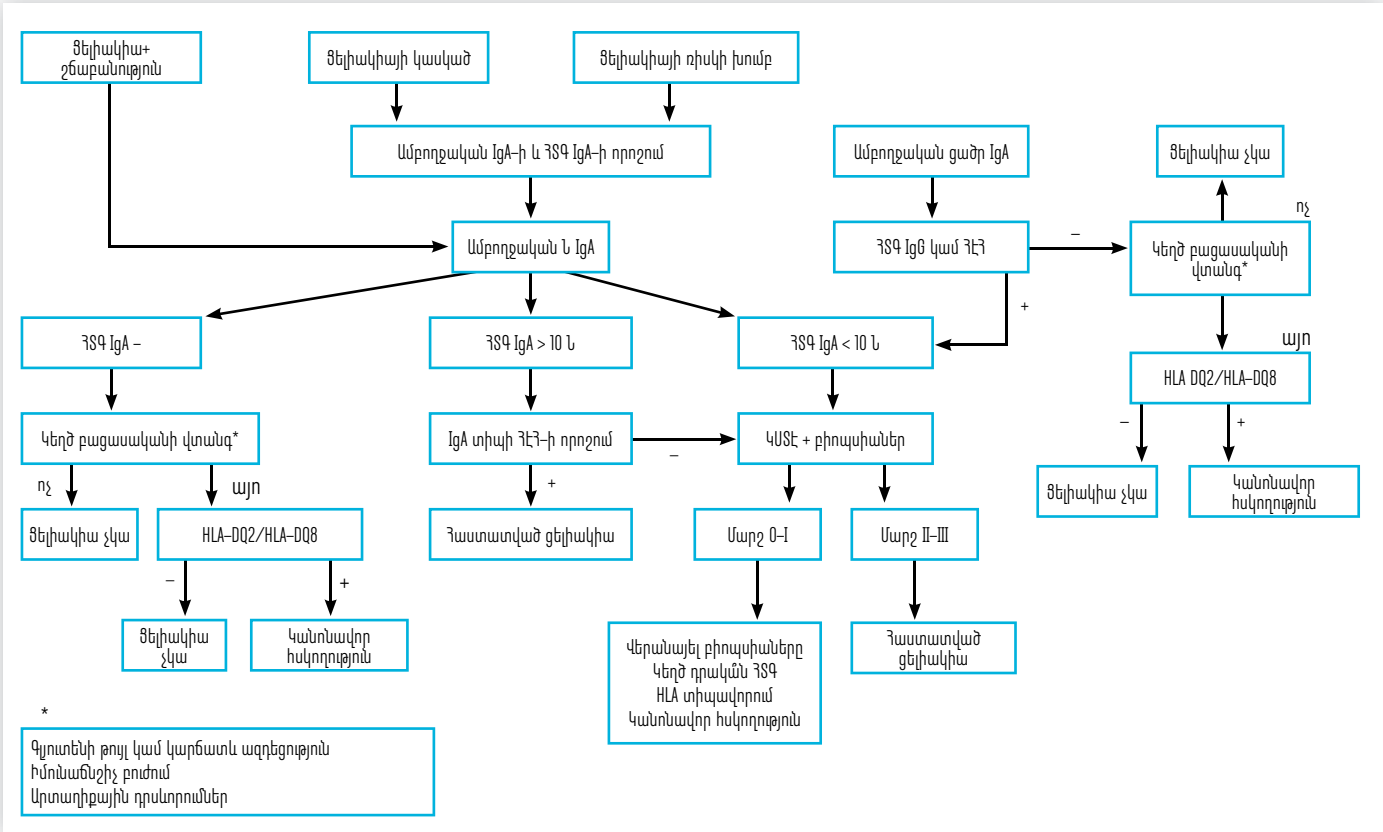 Ցելիակիա+
շճաբանություն
Ցելիակիայի կասկած
Ցելիակիայի ռիսկի խումբ
Ամբողջական IgA–ի և ՀՏԳ IgA–ի որոշում
Ամբողջական ցածր IgA
Ցելիակիա չկա
ոչ
Ամբողջական Ն IgA
ՀՏԳ IgG կամ ՀԷՀ
–
Կեղծ բացասականի
վտանգ*
+
այո
ՀՏԳ IgA –
ՀՏԳ IgA > 10 Ն
ՀՏԳ IgA < 10 Ն
HLA DQ2/HLA–DQ8
–
+
Կեղծ բացասականի վտանգ*
IgA տիպի ՀԷՀ–ի որոշում
–
ԿՍՏԷ + բիոպսիաներ
Ցելիակիա չկա
Կանոնավոր
հսկողություն
ոչ
այո
+
Ցելիակիա չկա
HLA–DQ2/HLA–DQ8
Հաստատված ցելիակիա
Մարշ 0–I
Մարշ II–III
–
+
Ցելիակիա
չկա
Կանոնավոր
հսկողություն
Վերանայել բիոպսիաները
Կեղծ դրակա՞ն ՀՏԳ
HLA տիպավորում
Կանոնավոր հսկողություն
Հաստատված
ցելիակիա
*
Գլյուտենի թույլ կամ կարճատև ազդեցություն
Իմունաճնշիչ բուժում
Արտաղիքային դրսևորումներ